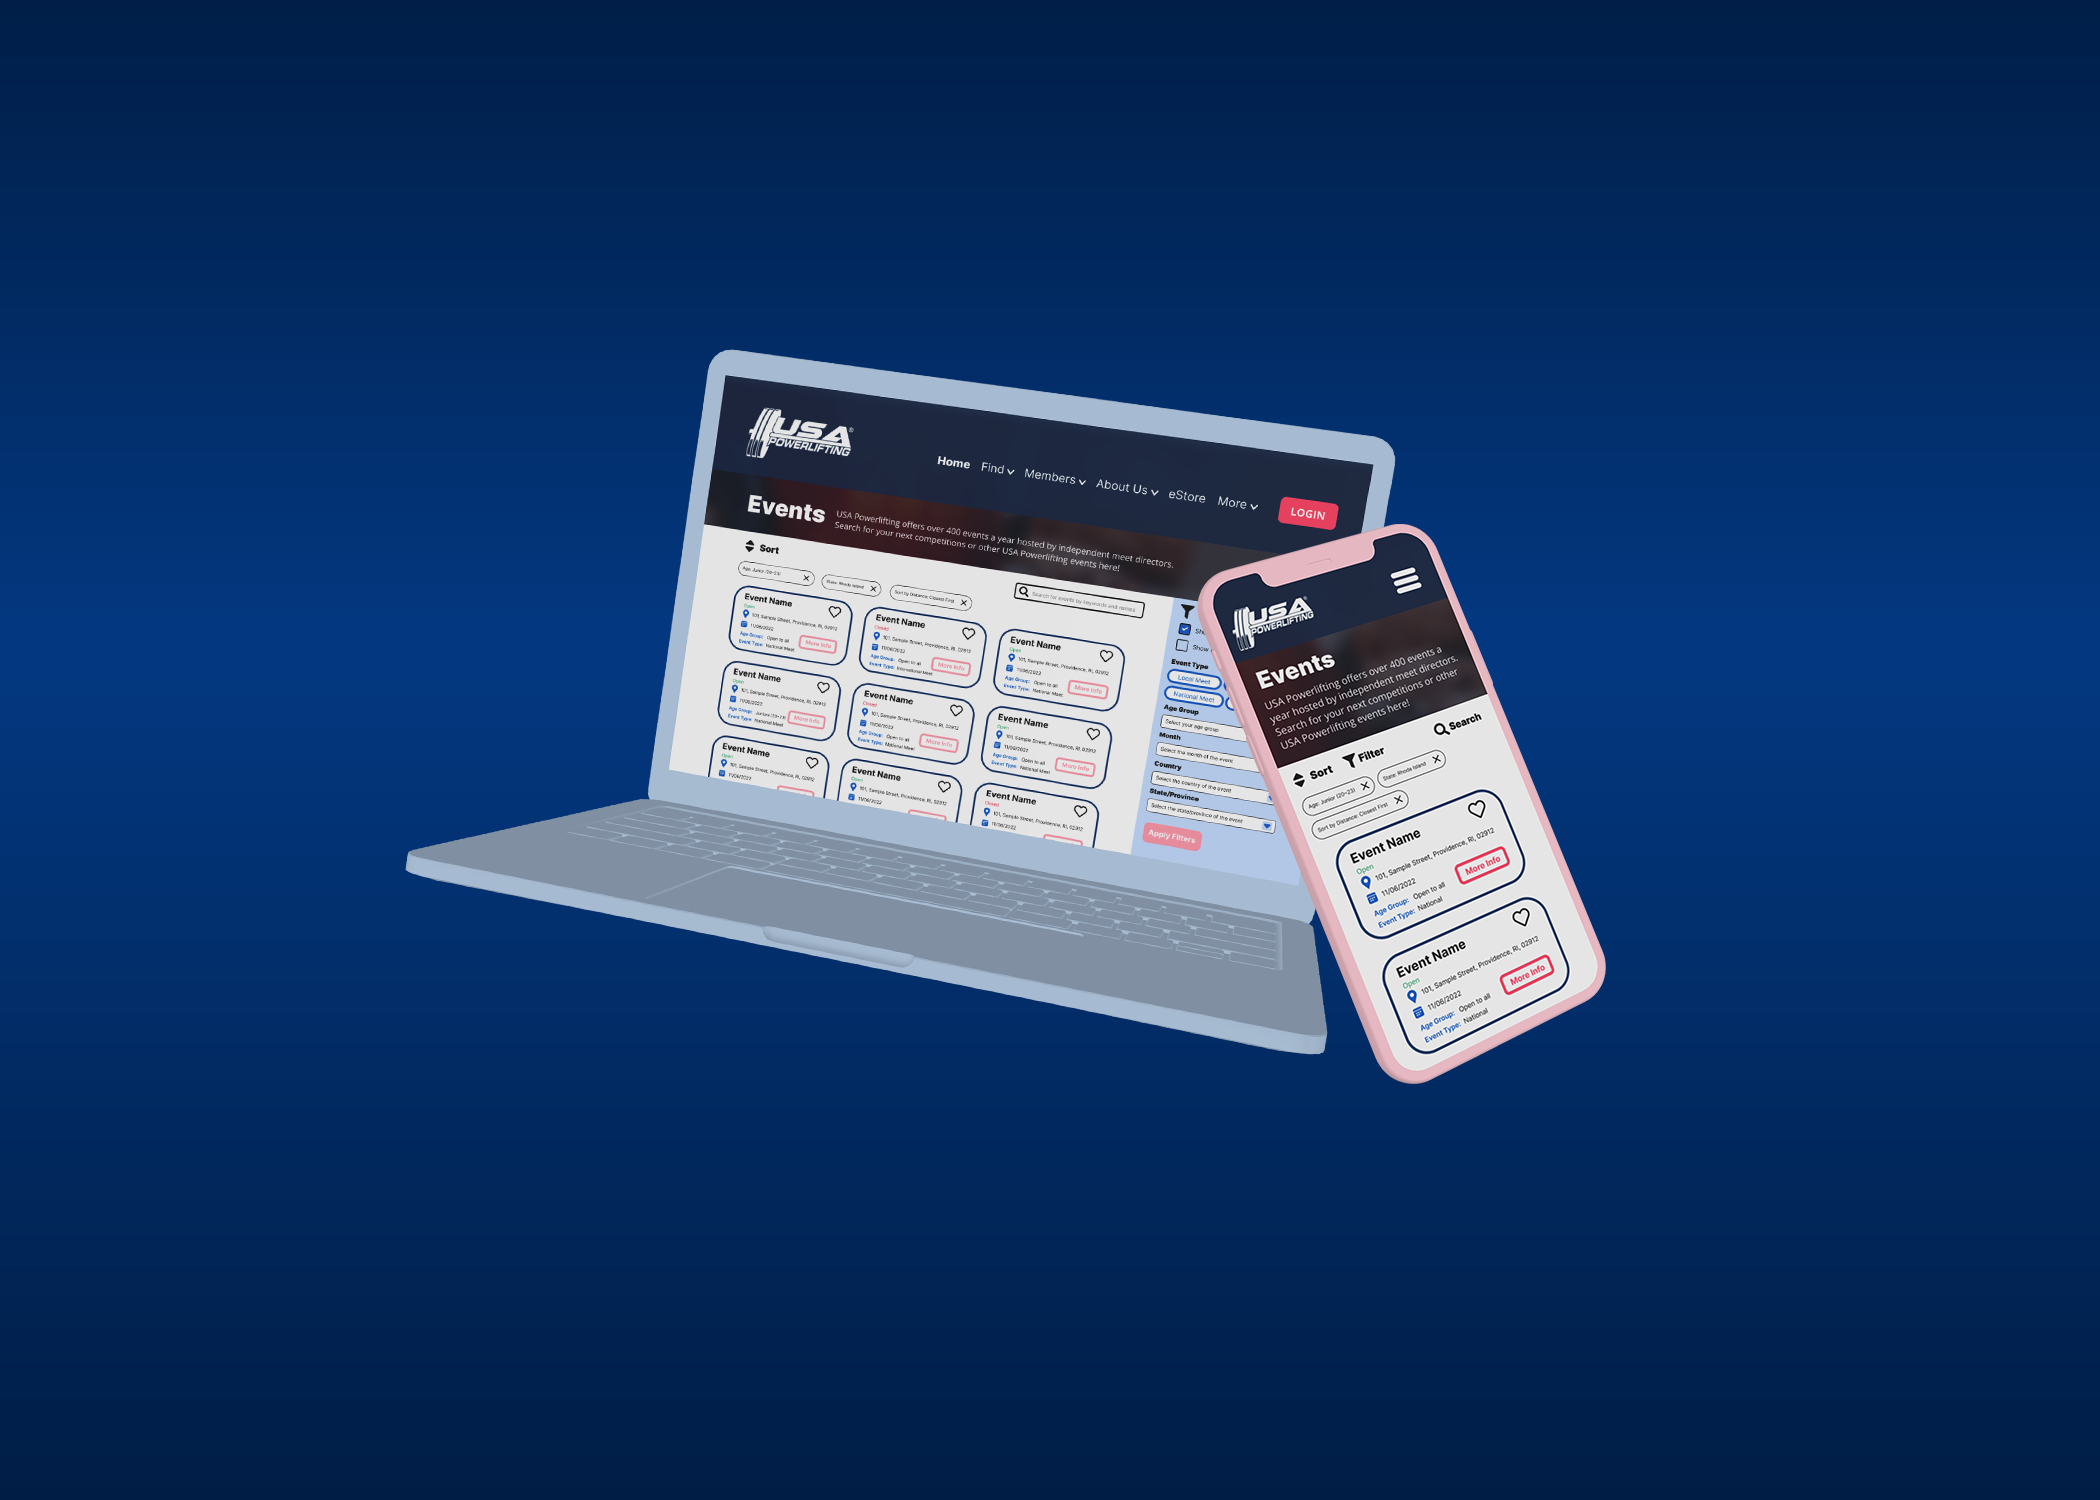 USA
POWERLIFTING
Home Find Members About Us eStore More LOGIN
Events
USA Powerlifting offers over 400 events a year hosted by independent meet directors.
Search for your next competitions or other USA Powerlifting events here!
Sort
Age: Junior (20-23)
State: Rhode Island
Sort by Distance: Closest First
Search for events by keywords and names
Event Name
Open
101, Sample Street, Providence, RI, 02912
11/06/2022
Age Group: Open to all
Event Type: National Meet
More Info
Event Name
Closed
101, Sample Street, Providence, RI, 02912
11/06/2023
Age Group: Open to all
Event Type: International Meet
More Info
Event Name
Open
101, Sample Street, Providence, RI, 02912
11/06/2023
Age Group: Open to all
Event Type: National Meet
More Info
Event Name
Open
101, Sample Street, Providence, RI, 02912
11/06/2023
Age Group:
Event Type: National Meet
More Info
Event Name
Closed
101, Sample Street, Providence, RI, 02912
11/06/2023
Age Group: Open to all
Event Type: National Meet
More Info
Event Name
Open
101, Sample Street, Providence, RI, 02912
11/06/2023
Age Group: Open to all
Event Type: National Meet
More Info
Event Name
Open
101, Sample Street, Providence, RI, 02912
11/06/2023
Event Name
Open
101, Sample Street, Providence, RI, 02912
11/06/2023
Event Name
Closed
101, Sample Street, Providence, RI, 02912
11/06/2023
Show
Event Type
Local Meet
National Meet
Age Group
Select your age group
Month
Select the month of the event
Country
Select the country of the event
State/Province
Select the state/province of the event
Apply Filters
USA
POWERLIFTING
Events
USA Powerlifting offers over 400 events a
year hosted by independent meet directors.
Search for your next competitions or other
USA Powerlifting events here!
Sort Filter Search
Age: Junior (20-23)
State: Rhode Island
Sort by Distance: Closest First
Event Name
Open
101, Sample Street, Providence, RI, 02912
11/06/2022
Age Group: Open to all
Event Type: National
More Info
Event Name
Open
101, Sample Street, Providence, RI, 02912
11/06/2022
Age Group: Open to all
Event Type: National
More Info